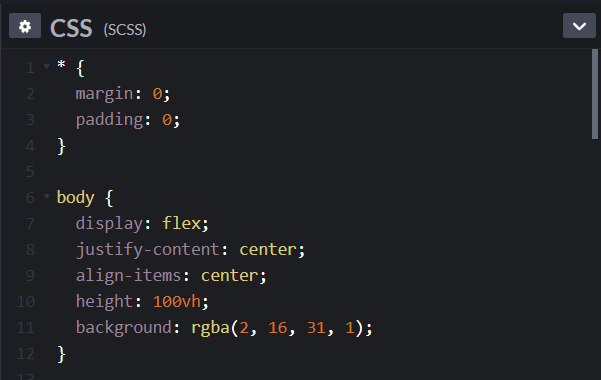 CSS (SCSS)
1 * {
2   margin: 0;
3   padding: 0;
4 }
5
6 body {
7   display: flex;
8   justify-content: center;
9   align-items: center;
10   height: 100vh;
11   background: rgba(2, 16, 31, 1);
12 }
13